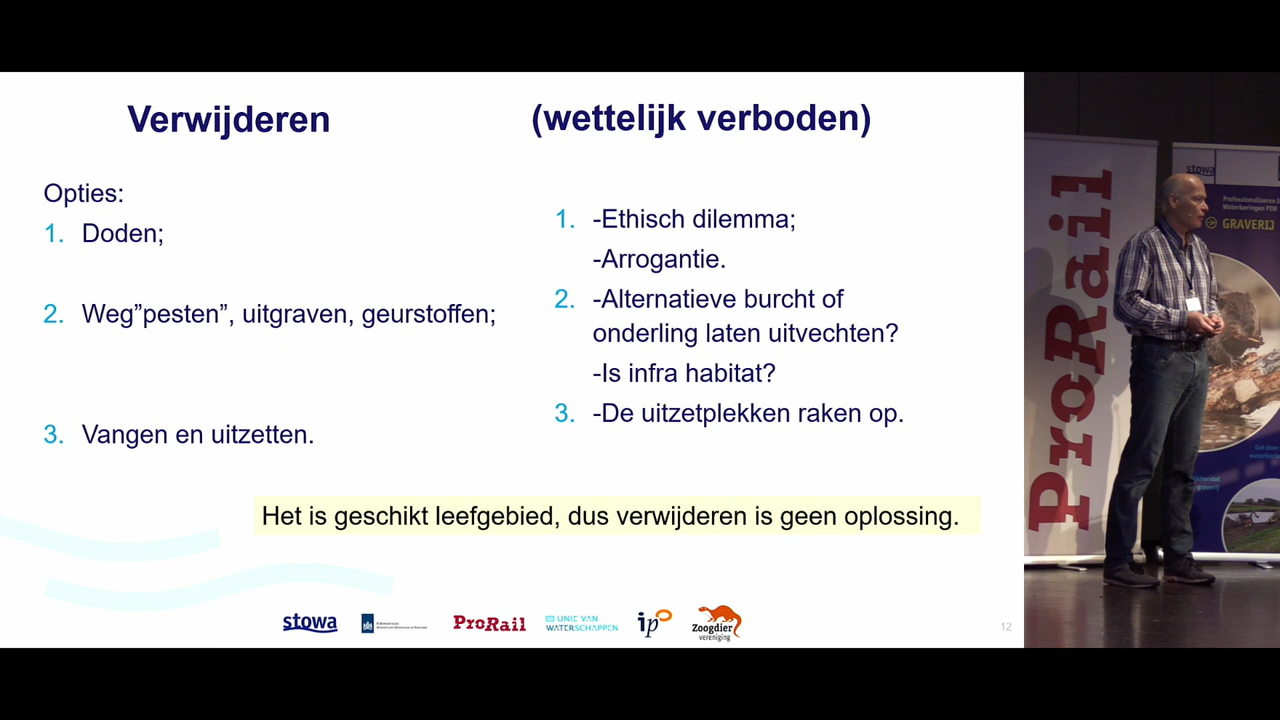 Verwijderen
(wettelijk verboden)
Opties:
1. Doden;
2. Weg”pesten”, uitgraven, geurstoffen;
3. Vangen en uitzetten.
1. -Ethisch dilemma;
-Arrogantie.
2. -Alternatieve burcht of
onderling laten uitvechten?
-Is infra habitat?
3. -De uitzetplekken raken op.
Het is geschikt leefgebied, dus verwijderen is geen oplossing.
stowa
ProRail
UNIE VAN
WATERSCHAPPEN
ip
Zoogdier
vereniging
12
ProRail
stowa
Waterkeringen
GRAVERIJ